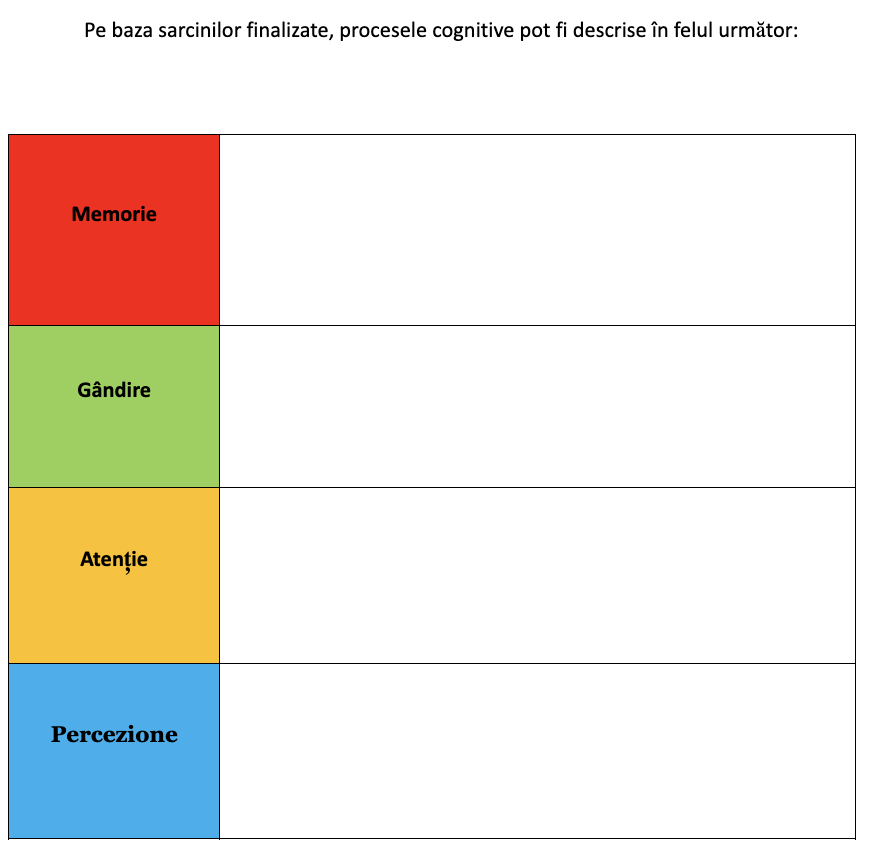 Pe baza sarcinilor finalizate, procesele cognitive pot fi descrise în felul următor:
Memorie
Gândire
Atenție
Percezione